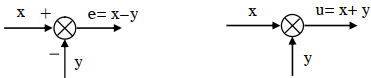 x + e= x–y
– y
x u= x+ y
y